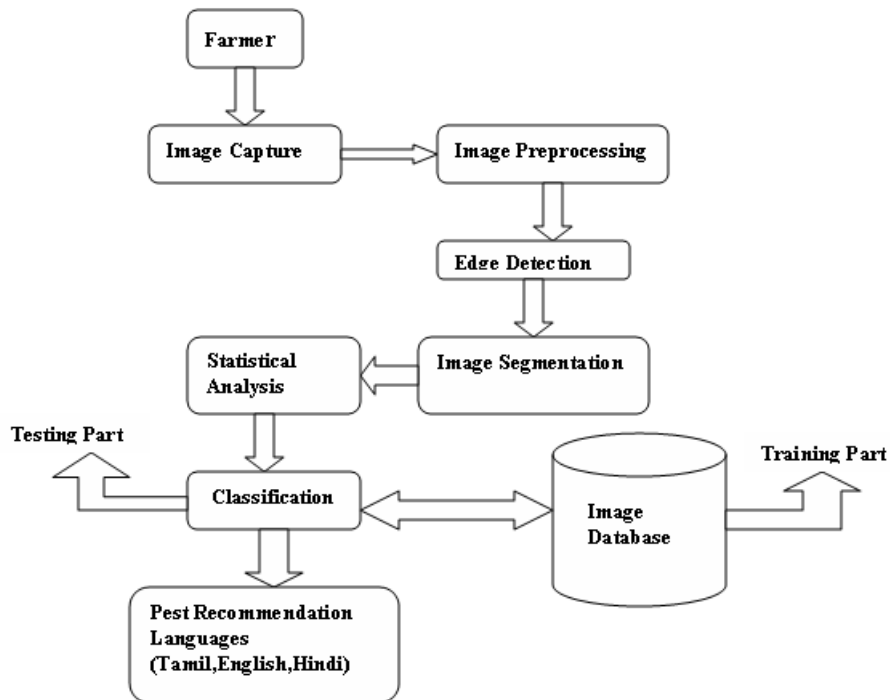 Farmer
Image Capture
Image Preprocessing
Edge Detection
Image Segmentation
Statistical
Analysis
Testing Part
Classification
Image
Database
Training Part
Pest Recommendation
Languages
(Tamil,English,Hindi)